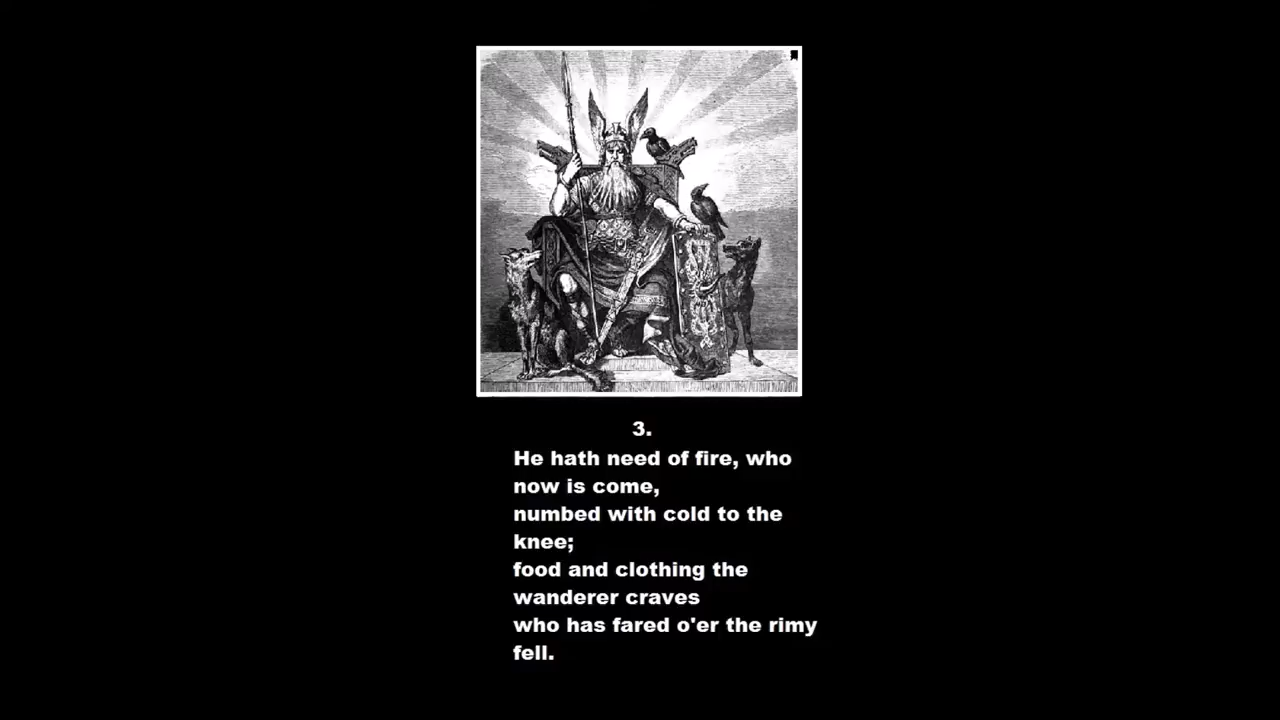 3.
He hath need of fire, who
now is come,
numbed with cold to the
knee;
food and clothing the
wanderer craves
who has fared o'er the rimy
fell.